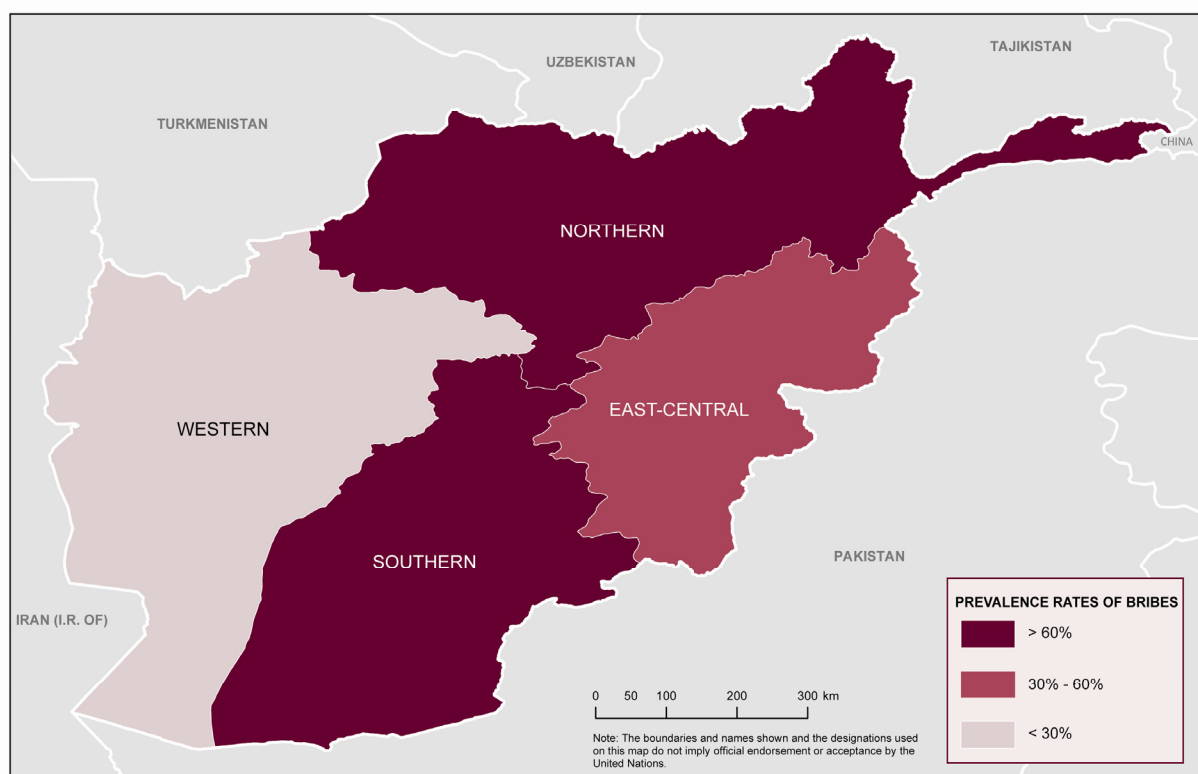 TAJIKISTAN
UZBEKISTAN
TURKMENISTAN
CHINA
NORTHERN
EAST-CENTRAL
WESTERN
SOUTHERN
PAKISTAN
IRAN (I.R. OF)
PREVALENCE RATES OF BRIBES
> 60%
30% - 60%
< 30%
0 50 100 200 300 km
Note: The boundaries and names shown and the designations used
on this map do not imply official endorsement or acceptance by the
United Nations.